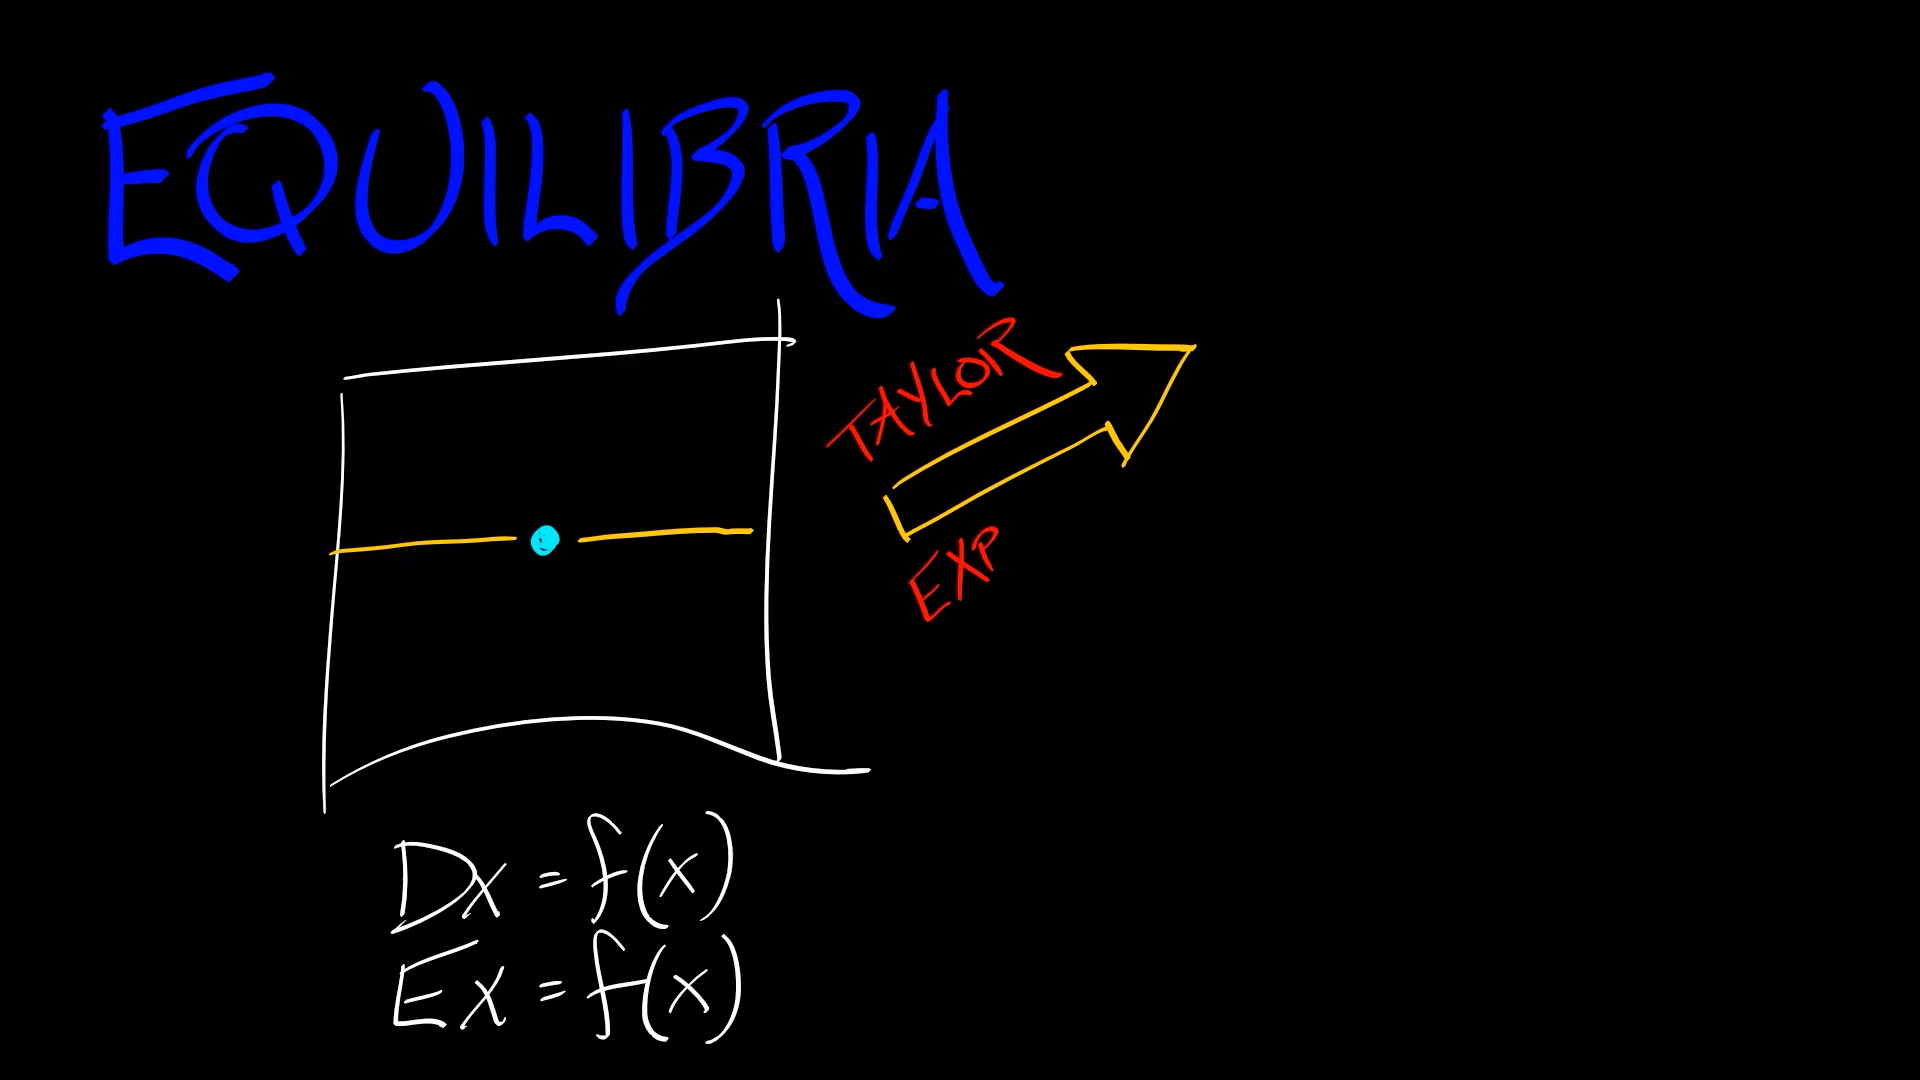 EQUILIBRIA
TAYLOR
EXP
Dx = f(x)
Ex = f(x)